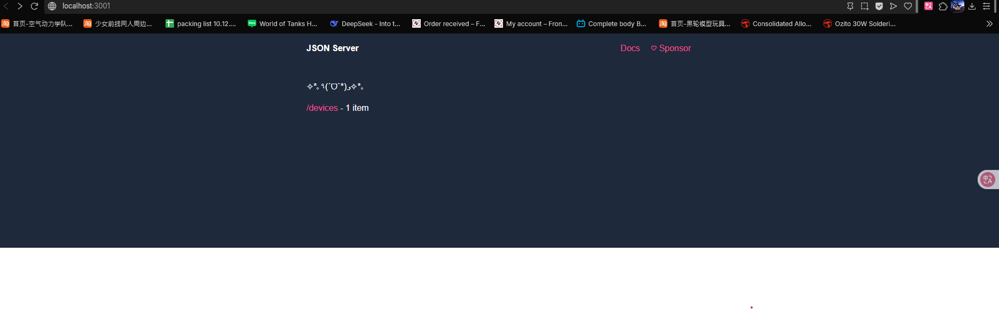 localhost:3001
首页-空气动力学队... 少女前线同人周边... packing list 10.12.... World of Tanks H... DeepSeek - Into t... Order received – F... My account – Fron... Complete body B... 首页-黑轮模型玩具... Consolidated Allo... Ozito 30W Solderi...
JSON Server Docs ♡ Sponsor
✧*｡٩(ˊᗜˋ*)و✧*｡
/devices - 1 item